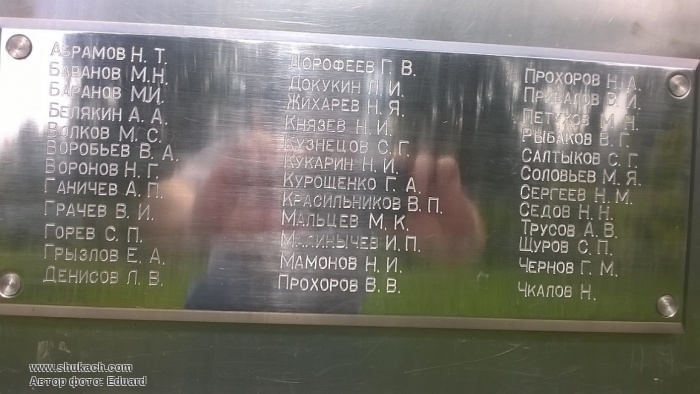 АБРАМОВ Н. Т.
БАРАНОВ М.Н.
БАРАНОВ М.И.
БЕЛЯКИН А. А.
ВОЛКОВ М. С.
ВОРОБЬЕВ В. А.
ВОРОНОВ Н. Г.
ГАНИЧЕВ А. П.
ГРАЧЕВ В. И.
ГОРЕВ С. П.
ГРЫЗЛОВ Е. А.
ДЕНИСОВ Л. В.
ДОРОФЕЕВ Г. В.
ДОКУКИН И.
ЖИХАРЕВ Н. Я.
КНЯЗЕВ Н. И.
КУЗНЕЦОВ С. Г.
КУКАРИН Н. И.
КУРОЩЕНКО Г. А.
КРАСИЛЬНИКОВ В. П.
МАЛЬЦЕВ М. К.
МАЛИНЫЧЕВ И. П.
МАМОНОВ Н. И.
ПРОХОРОВ В. В.
ПРОХОРОВ Н. А.
ПРИВАЛОВ В. И.
ПЕТУХОВ М. Н.
РЫБАКОВ В. Г.
САЛТЫКОВ С. Г.
СОЛОВЬЕВ М. Я.
СЕРГЕЕВ Н. М.
СЕДОВ Н. Н.
ТРУСОВ А. В.
ЩУРОВ С. П.
ЧЕРНОВ Г. М.
ЧКАЛОВ Н.
www.shukach.com
Автор фото: Eduard